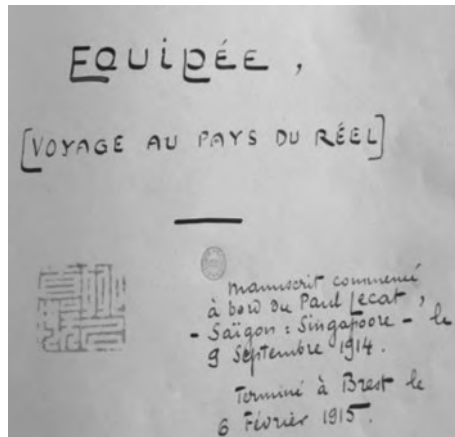 EQUIPÉE,
[VOYAGE AU PAYS DU RÉEL]
manuscrit commencé
à bord du Paul Lecat,
- Saïgon : Singapoore - le
9 Septembre 1914.
Terminé à Brest le
6 Février 1915.